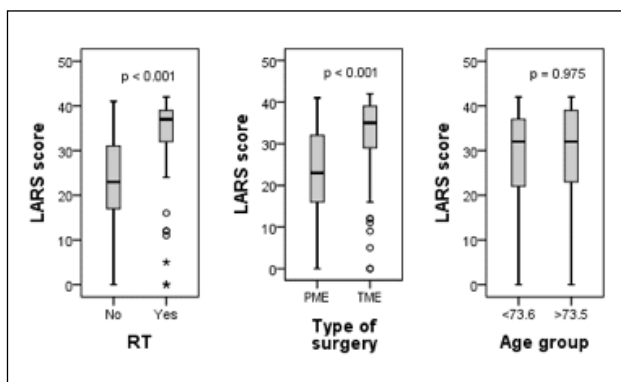 50
40
30
20
10
0
LARS score
p < 0.001
No Yes
RT
50
40
30
20
10
0
LARS score
p < 0.001
PME TME
Type of
surgery
50
40
30
20
10
0
LARS score
p = 0.975
<73.6 >73.5
Age group